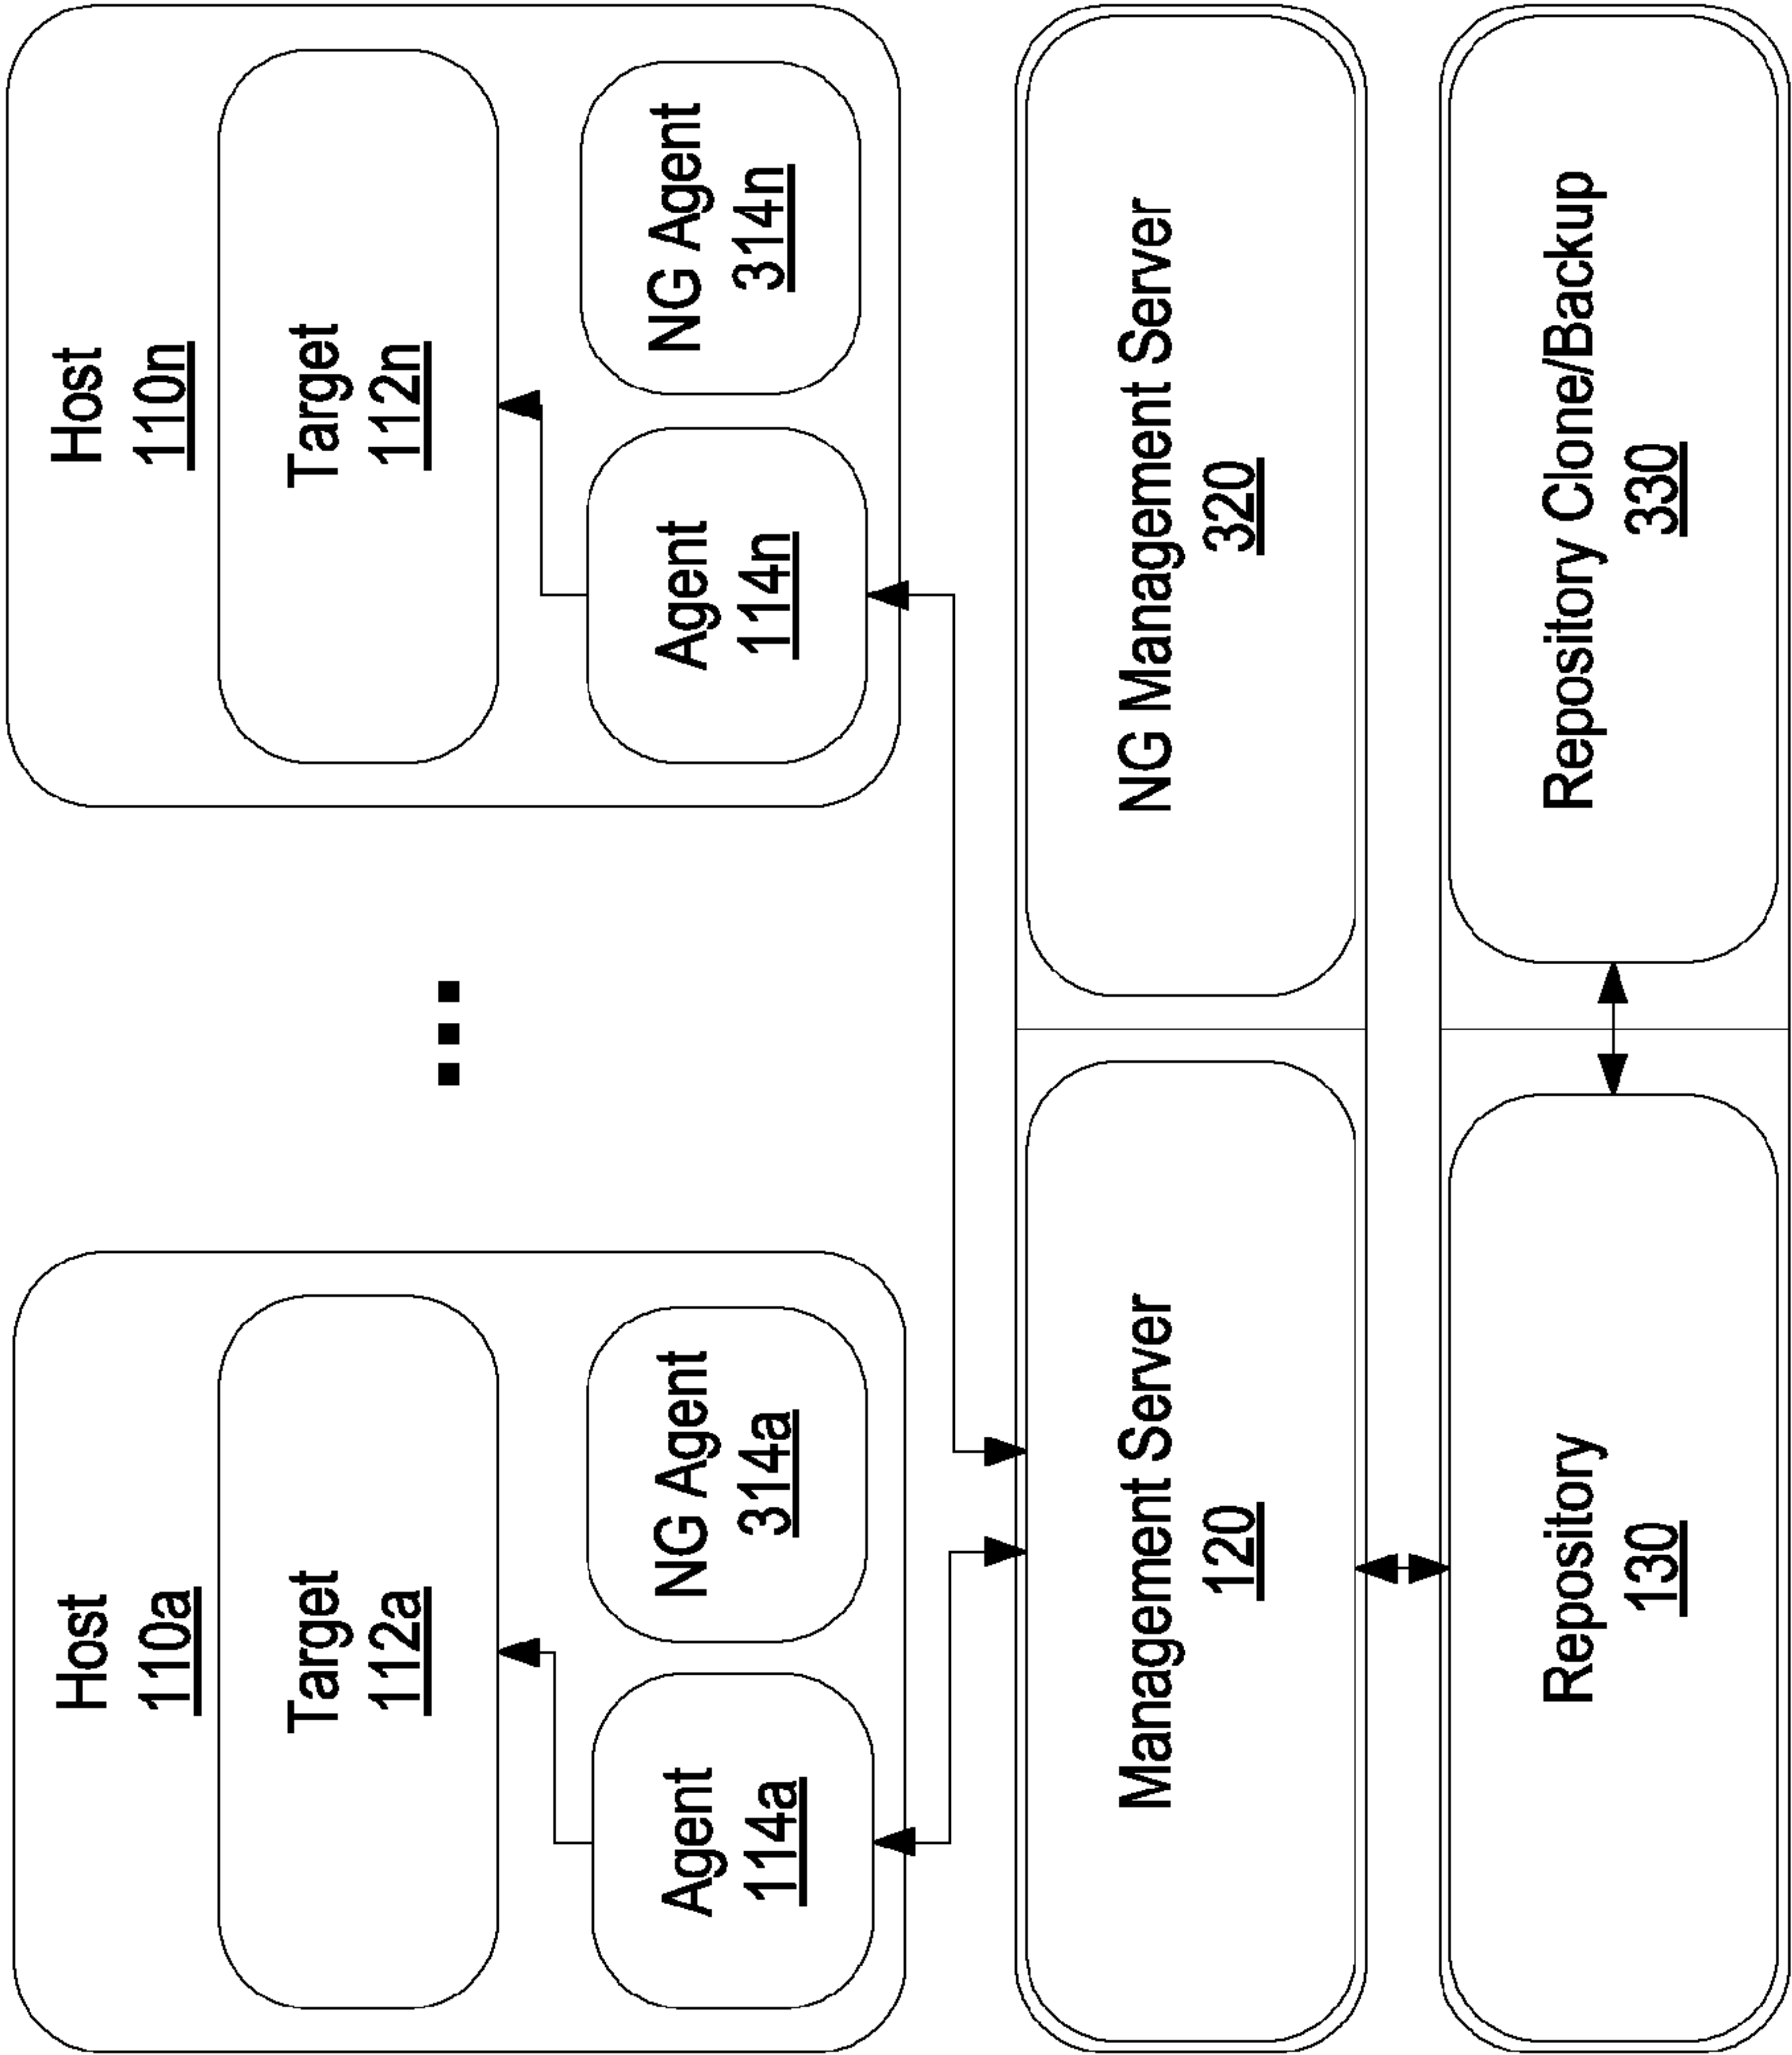 Host
110a
Target
112a
Agent
114a
NG Agent
314a
...
Host
110n
Target
112n
Agent
114n
NG Agent
314n
Management Server
120
NG Management Server
320
Repository
130
Repository Clone/Backup
330